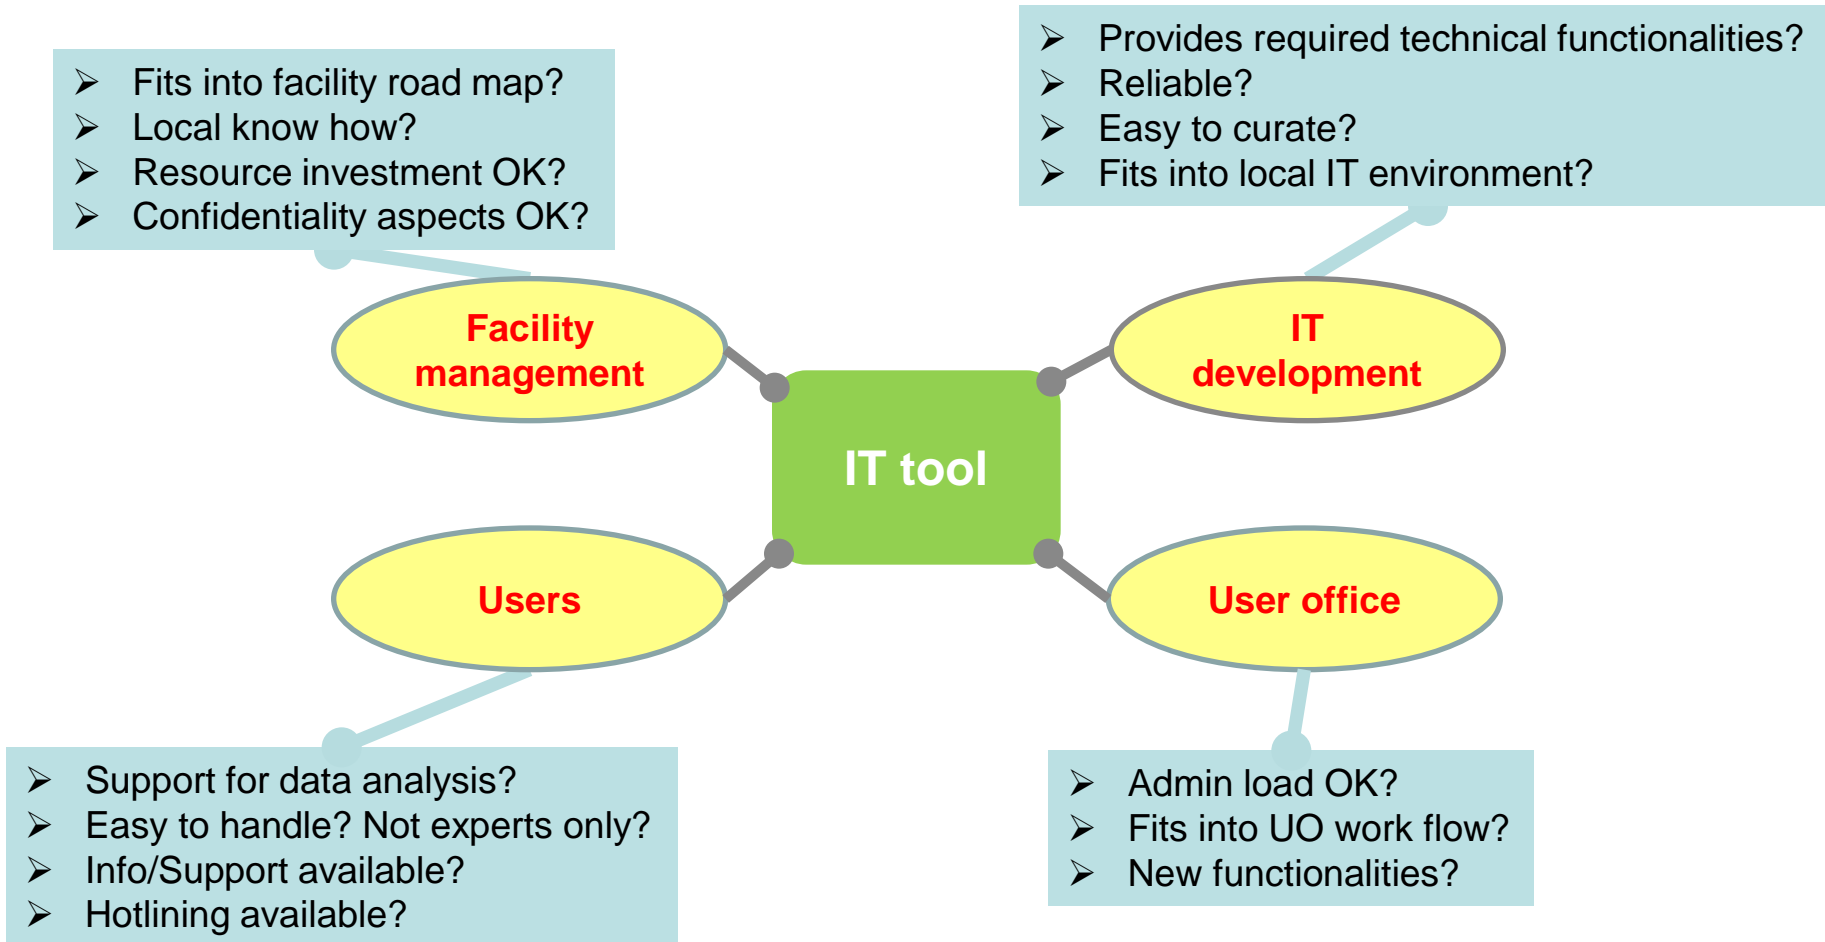 ➢ Fits into facility road map?
➢ Local know how?
➢ Resource investment OK?
➢ Confidentiality aspects OK?
➢ Provides required technical functionalities?
➢ Reliable?
➢ Easy to curate?
➢ Fits into local IT environment?
Facility
management
IT
development
IT tool
Users
User office
➢ Support for data analysis?
➢ Easy to handle? Not experts only?
➢ Info/Support available?
➢ Hotlining available?
➢ Admin load OK?
➢ Fits into UO work flow?
➢ New functionalities?